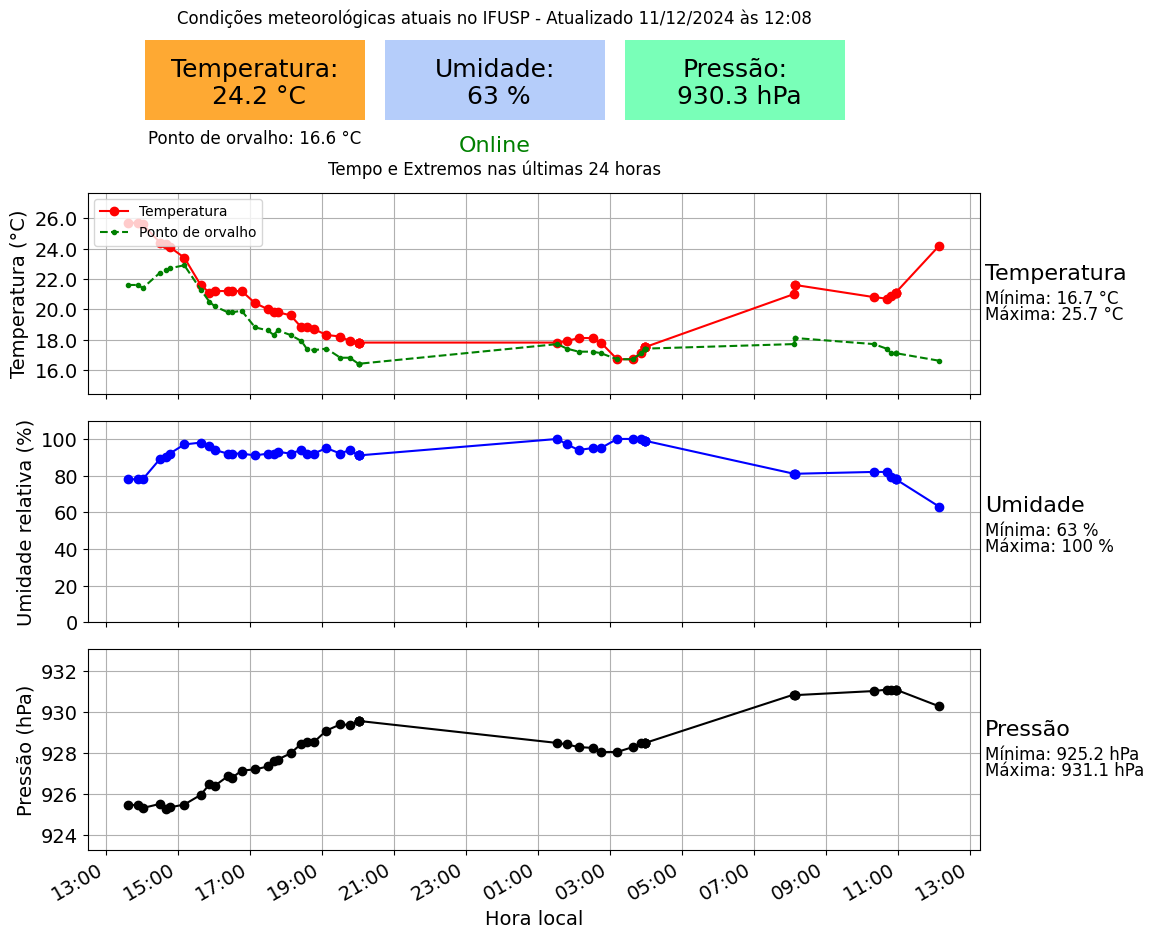 Condições meteorológicas atuais no IFUSP - Atualizado 11/12/2024 às 12:08
Temperatura:
24.2 °C
Umidade:
63 %
Pressão:
930.3 hPa
Ponto de orvalho: 16.6 °C
Online
Tempo e Extremos nas últimas 24 horas
Temperatura (°C)
26.0
24.0
22.0
20.0
18.0
16.0
Temperatura
Ponto de orvalho
Temperatura
Mínima: 16.7 °C
Máxima: 25.7 °C
Umidade relativa (%)
100
80
60
40
20
0
Umidade
Mínima: 63 %
Máxima: 100 %
Pressão (hPa)
932
930
928
926
924
Pressão
Mínima: 925.2 hPa
Máxima: 931.1 hPa
13:00
15:00
17:00
19:00
21:00
23:00
01:00
03:00
05:00
07:00
09:00
11:00
13:00
Hora local